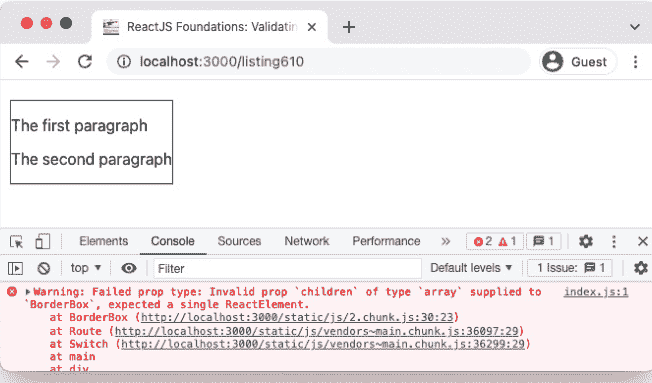 ReactJS Foundations: Validatin
localhost:3000/listing610
Guest
The first paragraph
The second paragraph
Elements Console Sources Network Performance » 2 1 1
top Filter Default levels 1 Issue: 1
Warning: Failed prop type: Invalid prop `children` of type `array` supplied to index.js:1
`BorderBox`, expected a single ReactElement.
at BorderBox (http://localhost:3000/static/js/2.chunk.js:30:23)
at Route (http://localhost:3000/static/js/vendors~main.chunk.js:36097:29)
at Switch (http://localhost:3000/static/js/vendors~main.chunk.js:36299:29)
at main
at div